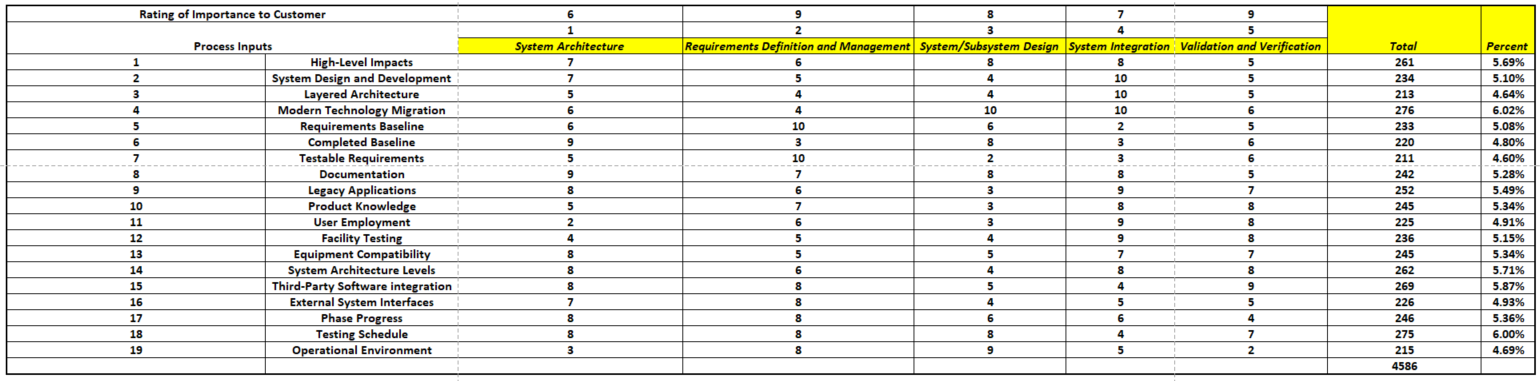 Rating of Importance to Customer 6 9 8 7 9
1 2 3 4 5
Process Inputs System Architecture Requirements Definition and Management System/Subsystem Design System Integration Validation and Verification Total Percent
1 High-Level Impacts 7 6 8 8 5 261 5.69%
2 System Design and Development 7 5 4 10 5 234 5.10%
3 Layered Architecture 5 4 4 10 5 213 4.64%
4 Modern Technology Migration 6 4 10 10 6 276 6.02%
5 Requirements Baseline 6 10 6 2 5 233 5.08%
6 Completed Baseline 9 3 8 3 6 220 4.80%
7 Testable Requirements 5 10 2 3 6 211 4.60%
8 Documentation 9 7 8 8 5 242 5.28%
9 Legacy Applications 8 6 3 9 7 252 5.49%
10 Product Knowledge 5 7 3 8 8 245 5.34%
11 User Employment 2 6 3 9 8 225 4.91%
12 Facility Testing 4 5 4 9 8 236 5.15%
13 Equipment Compatibility 8 5 5 7 7 245 5.34%
14 System Architecture Levels 8 6 4 8 8 262 5.71%
15 Third-Party Software integration 8 8 5 4 9 269 5.87%
16 External System Interfaces 7 8 4 5 5 226 4.93%
17 Phase Progress 8 8 6 6 4 246 5.36%
18 Testing Schedule 8 8 8 4 7 275 6.00%
19 Operational Environment 3 8 9 5 2 215 4.69%
4586